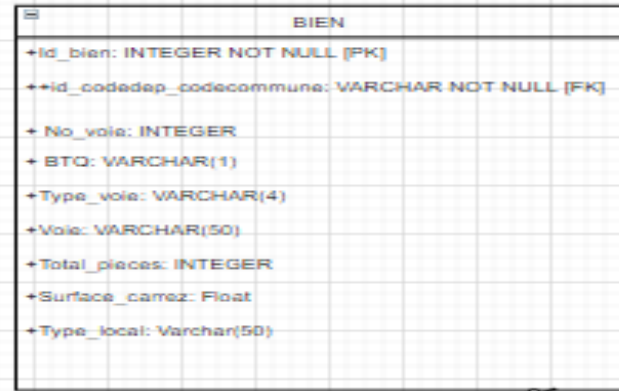 BIEN
+Id_bien: INTEGER NOT NULL [PK]
++id_codedep_codecommune: VARCHAR NOT NULL [FK]
+ No_voie: INTEGER
+ BTQ: VARCHAR(1)
+Type_voie: VARCHAR(4)
+Voie: VARCHAR(50)
+Total_pieces: INTEGER
+Surface_carrez: Float
+Type_local: Varchar(50)